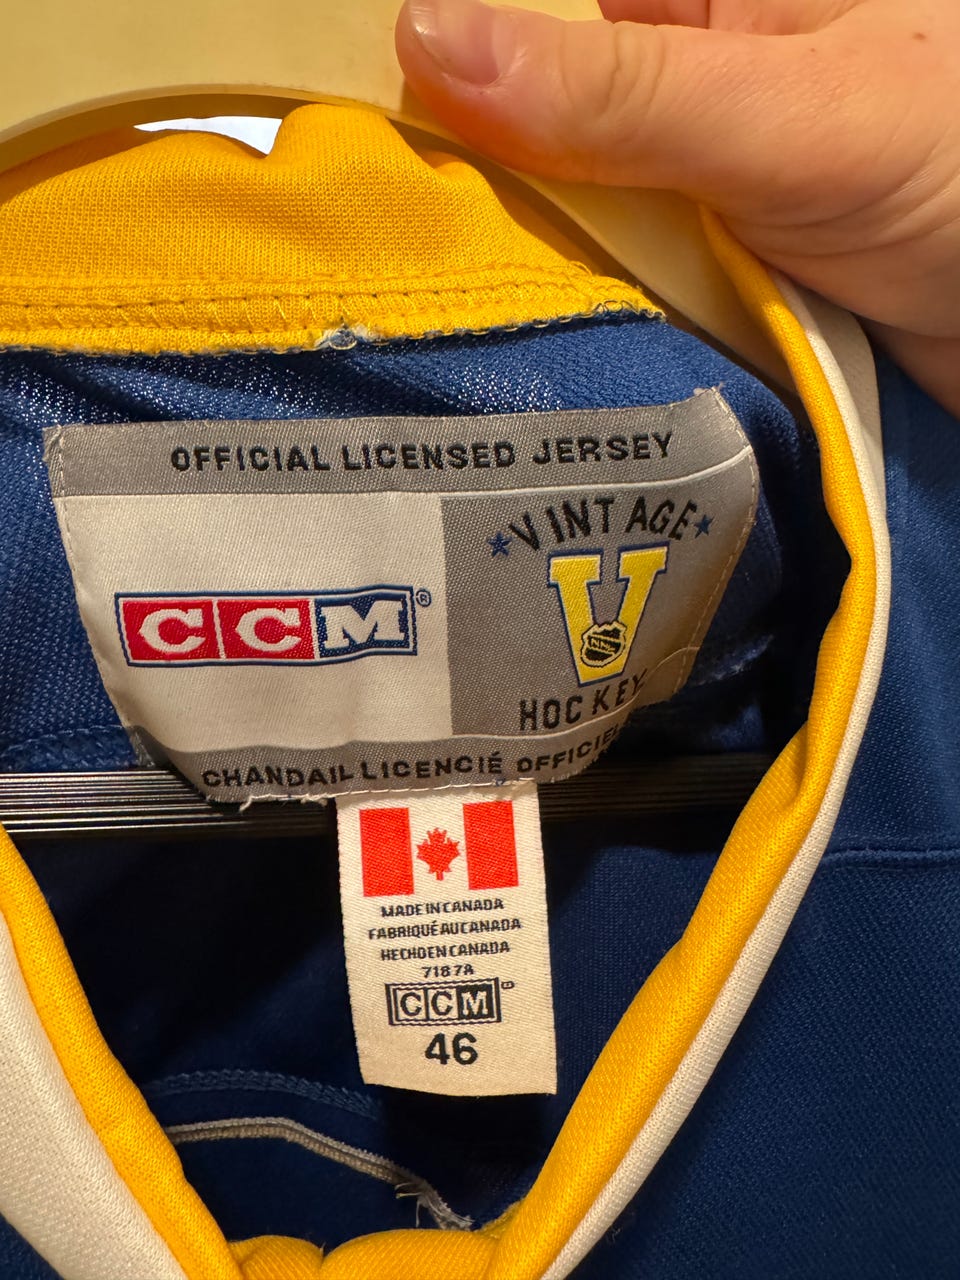 OFFICIAL LICENSED JERSEY
CCM®
VINTAGE
V
NHL
HOCKEY
CHANDAIL LICENCIÉ OFFICIEL
MADE IN CANADA
FABRIQUÉ AU CANADA
HECHO EN CANADA
7187A
CCM
46